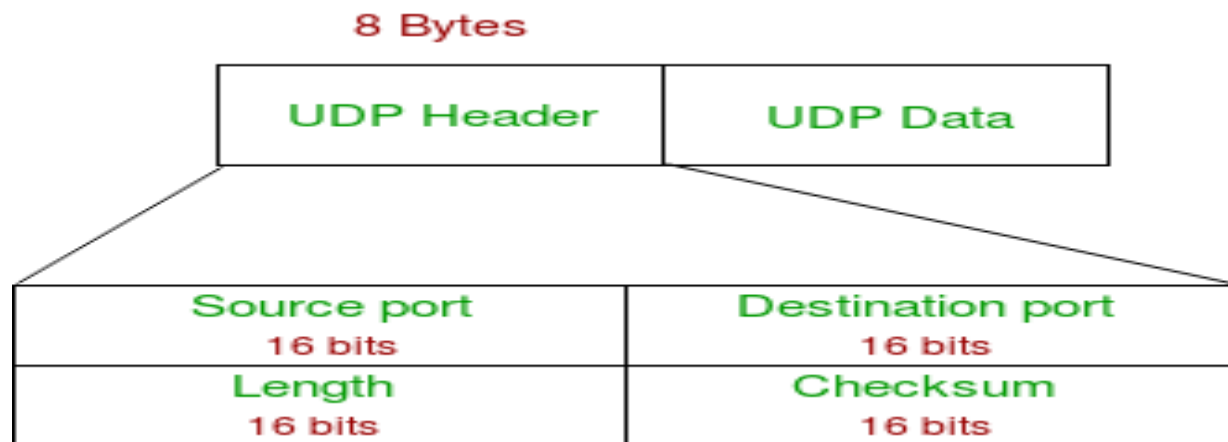 8 Bytes
UDP Header
UDP Data
Source port
16 bits
Destination port
16 bits
Length
16 bits
Checksum
16 bits